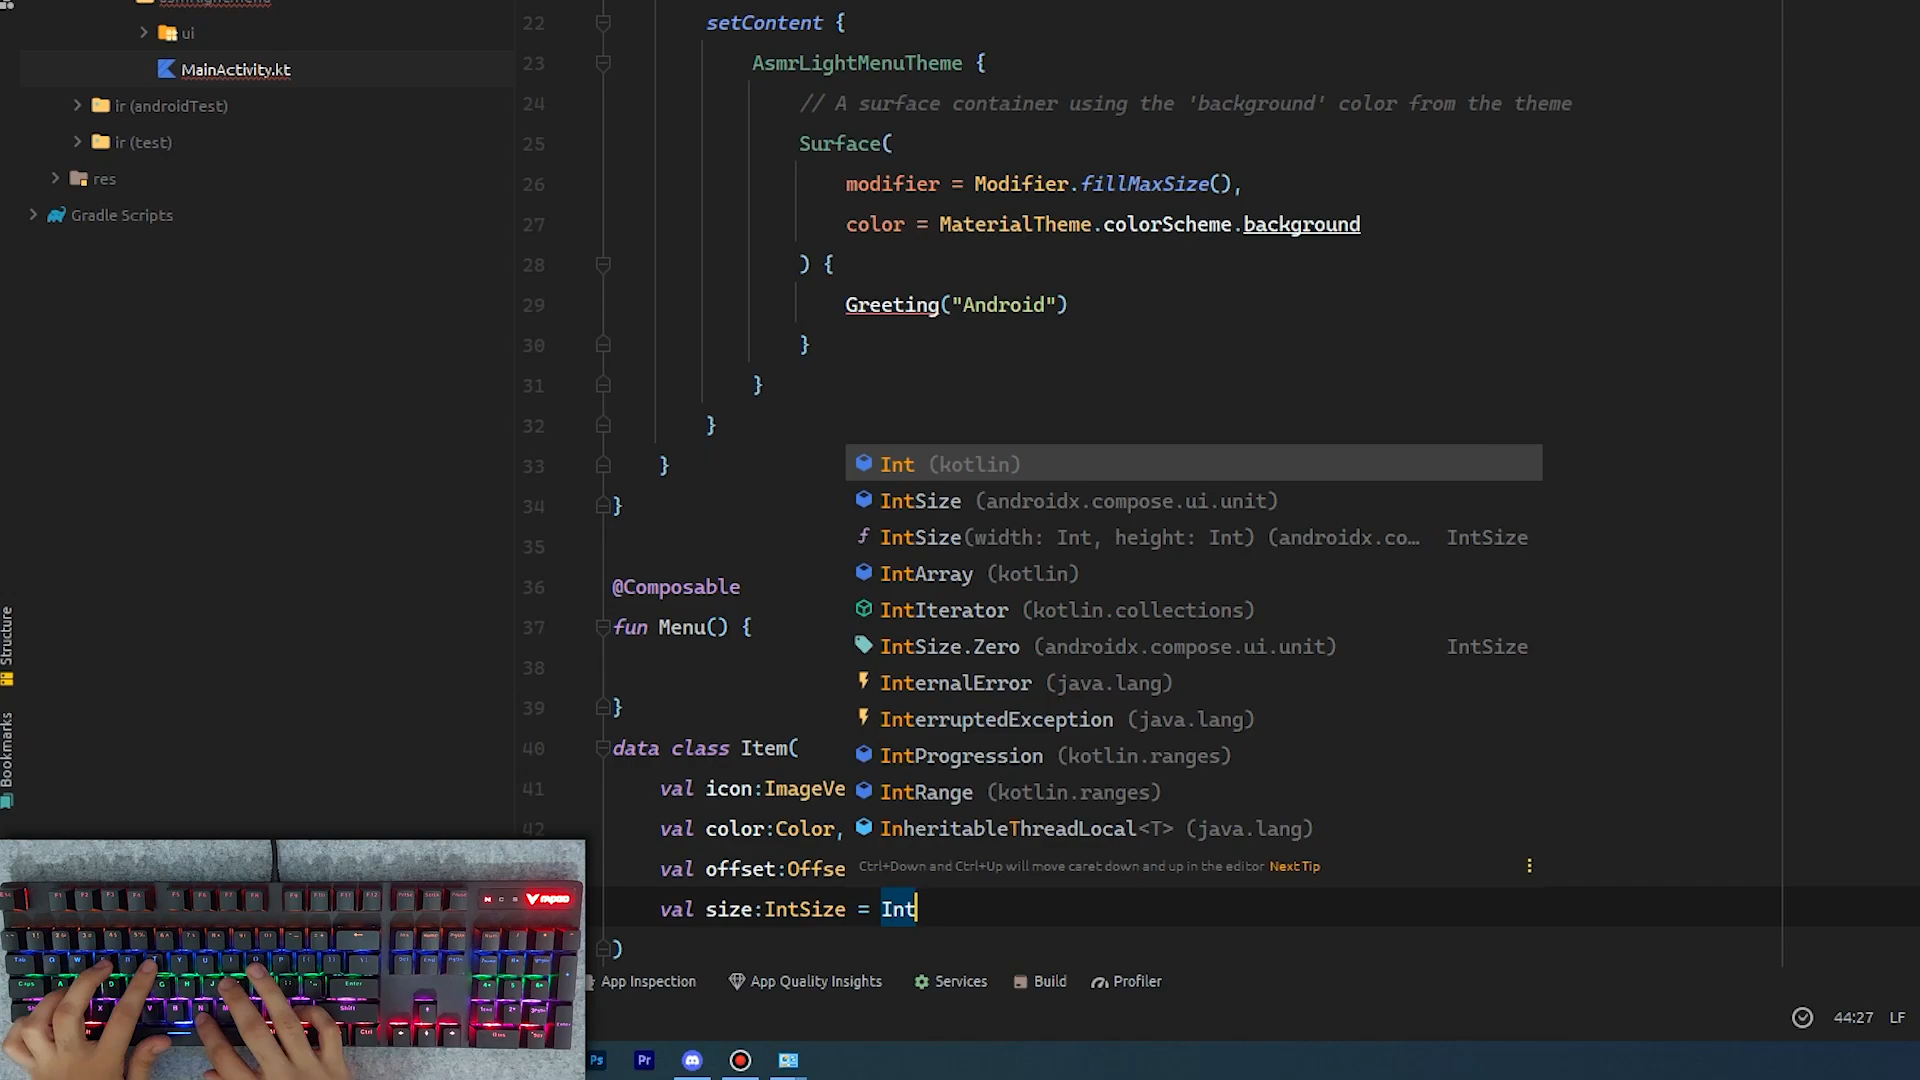 ui
MainActivity.kt
ir (androidTest)
ir (test)
res
Gradle Scripts
Structure
Bookmarks
22 setContent {
23 AsmrLightMenuTheme {
24 // A surface container using the 'background' color from the theme
25 Surface(
26 modifier = Modifier.fillMaxSize(),
27 color = MaterialTheme.colorScheme.background
28 ) {
29 Greeting("Android")
30 }
31 }
32 }
33 }
34 }
35
36 @Composable
37 fun Menu() {
38
39 }
40 data class Item(
41 val icon:ImageVe
42 val color:Color,
val offset:Offse
val size:IntSize = Int
)
Int (kotlin)
IntSize (androidx.compose.ui.unit)
IntSize(width: Int, height: Int) (androidx.co… IntSize
IntArray (kotlin)
IntIterator (kotlin.collections)
IntSize.Zero (androidx.compose.ui.unit) IntSize
InternalError (java.lang)
InterruptedException (java.lang)
IntProgression (kotlin.ranges)
IntRange (kotlin.ranges)
InheritableThreadLocal<T> (java.lang)
Ctrl+Down and Ctrl+Up will move caret down and up in the editor Next Tip
App Inspection
App Quality Insights
Services
Build
Profiler
44:27 LF
Ps
Pr